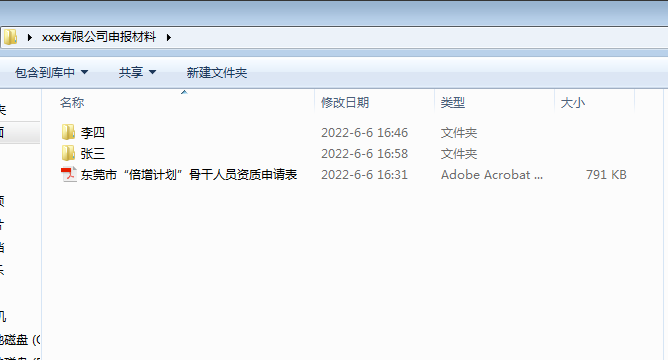 xxx有限公司申报材料
包含到库中 共享 新建文件夹
名称 修改日期 类型 大小
李四 2022-6-6 16:46 文件夹
张三 2022-6-6 16:58 文件夹
东莞市“倍增计划”骨干人员资质申请表 2022-6-6 16:31 Adobe Acrobat ... 791 KB